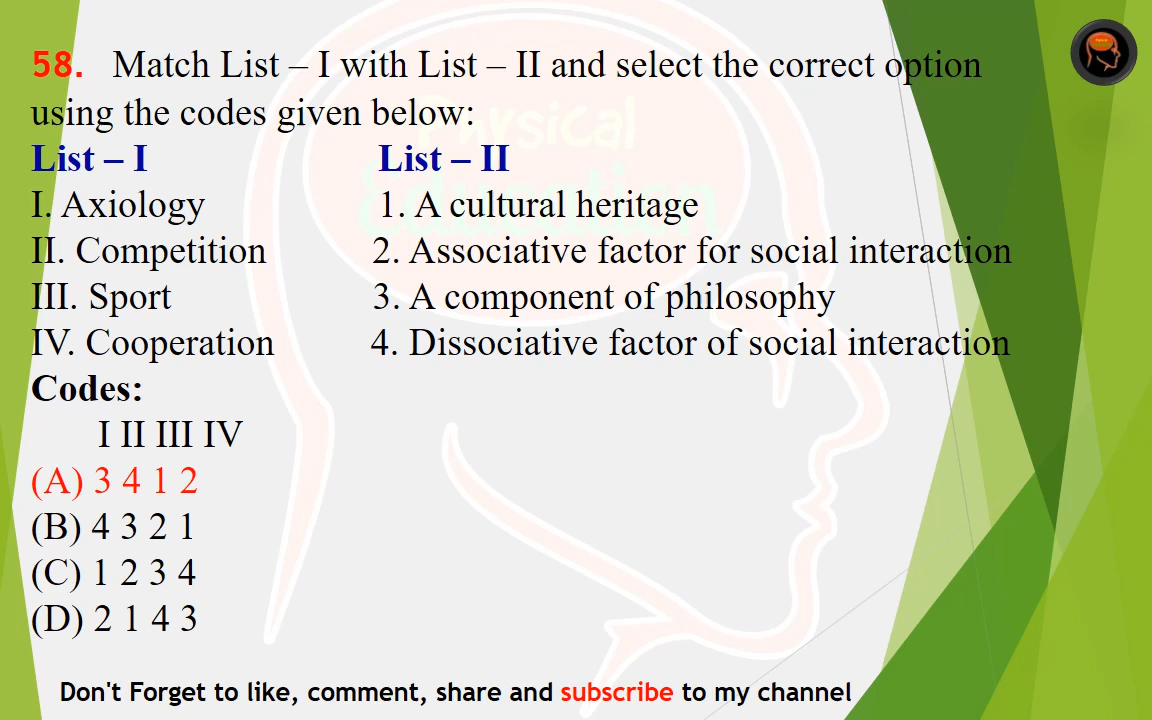 58. Match List – I with List – II and select the correct option
using the codes given below:
List – I List – II
I. Axiology 1. A cultural heritage
II. Competition 2. Associative factor for social interaction
III. Sport 3. A component of philosophy
IV. Cooperation 4. Dissociative factor of social interaction
Codes:
I II III IV
(A) 3 4 1 2
(B) 4 3 2 1
(C) 1 2 3 4
(D) 2 1 4 3
Don't Forget to like, comment, share and subscribe to my channel
Physical
Education